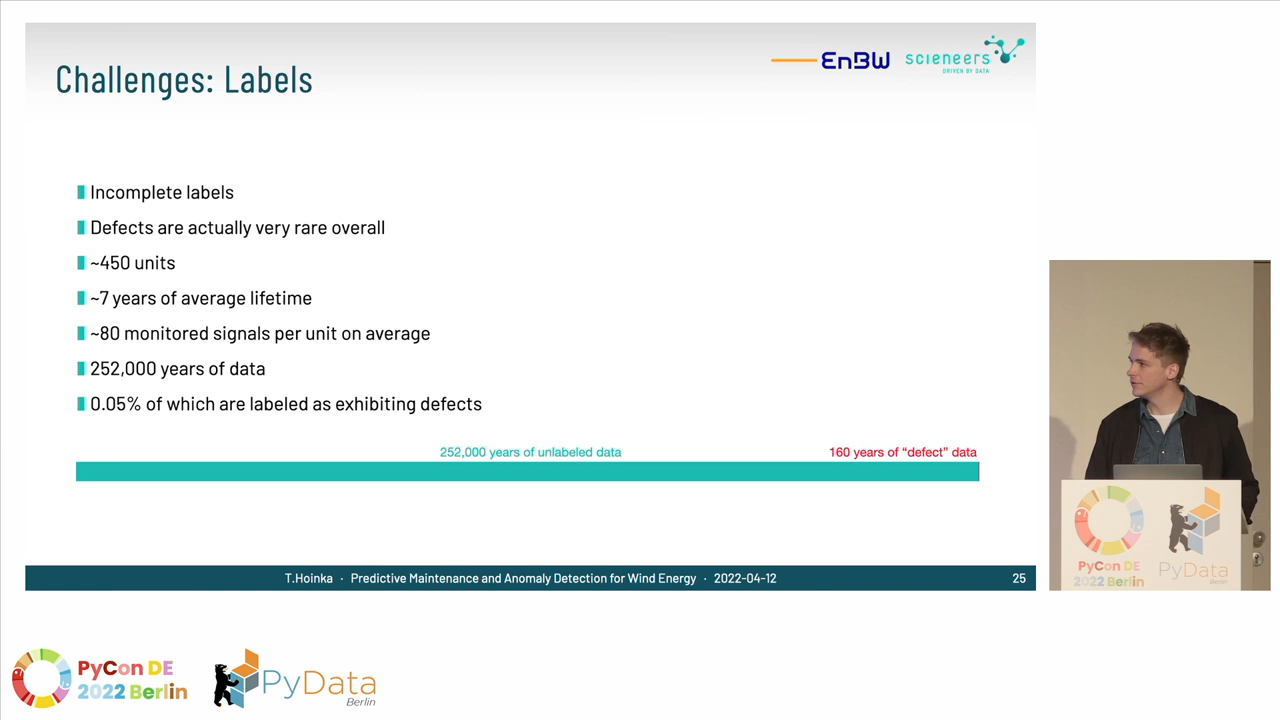 Challenges: Labels
EnBW
scieneers
DRIVEN BY DATA
Incomplete labels
Defects are actually very rare overall
~450 units
~7 years of average lifetime
~80 monitored signals per unit on average
252,000 years of data
0.05% of which are labeled as exhibiting defects
252,000 years of unlabeled data
160 years of “defect” data
T.Hoinka · Predictive Maintenance and Anomaly Detection for Wind Energy · 2022-04-12
25
PyCon DE
2022 Berlin
PyData
Berlin
PyCon DE
2022 Berlin
PyData
Berlin